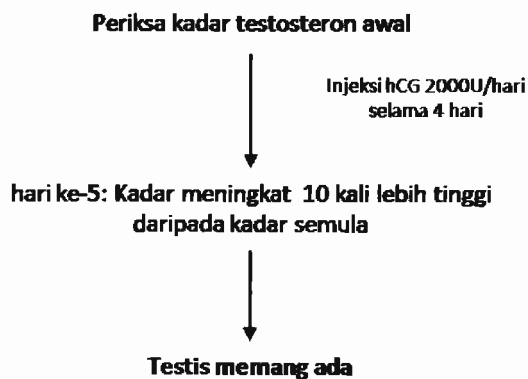 Periksa kadar testosteron awal
Injeksi hCG 2000U/hari
selama 4 hari
hari ke-5: Kadar meningkat 10 kali lebih tinggi
daripada kadar semula
Testis memang ada